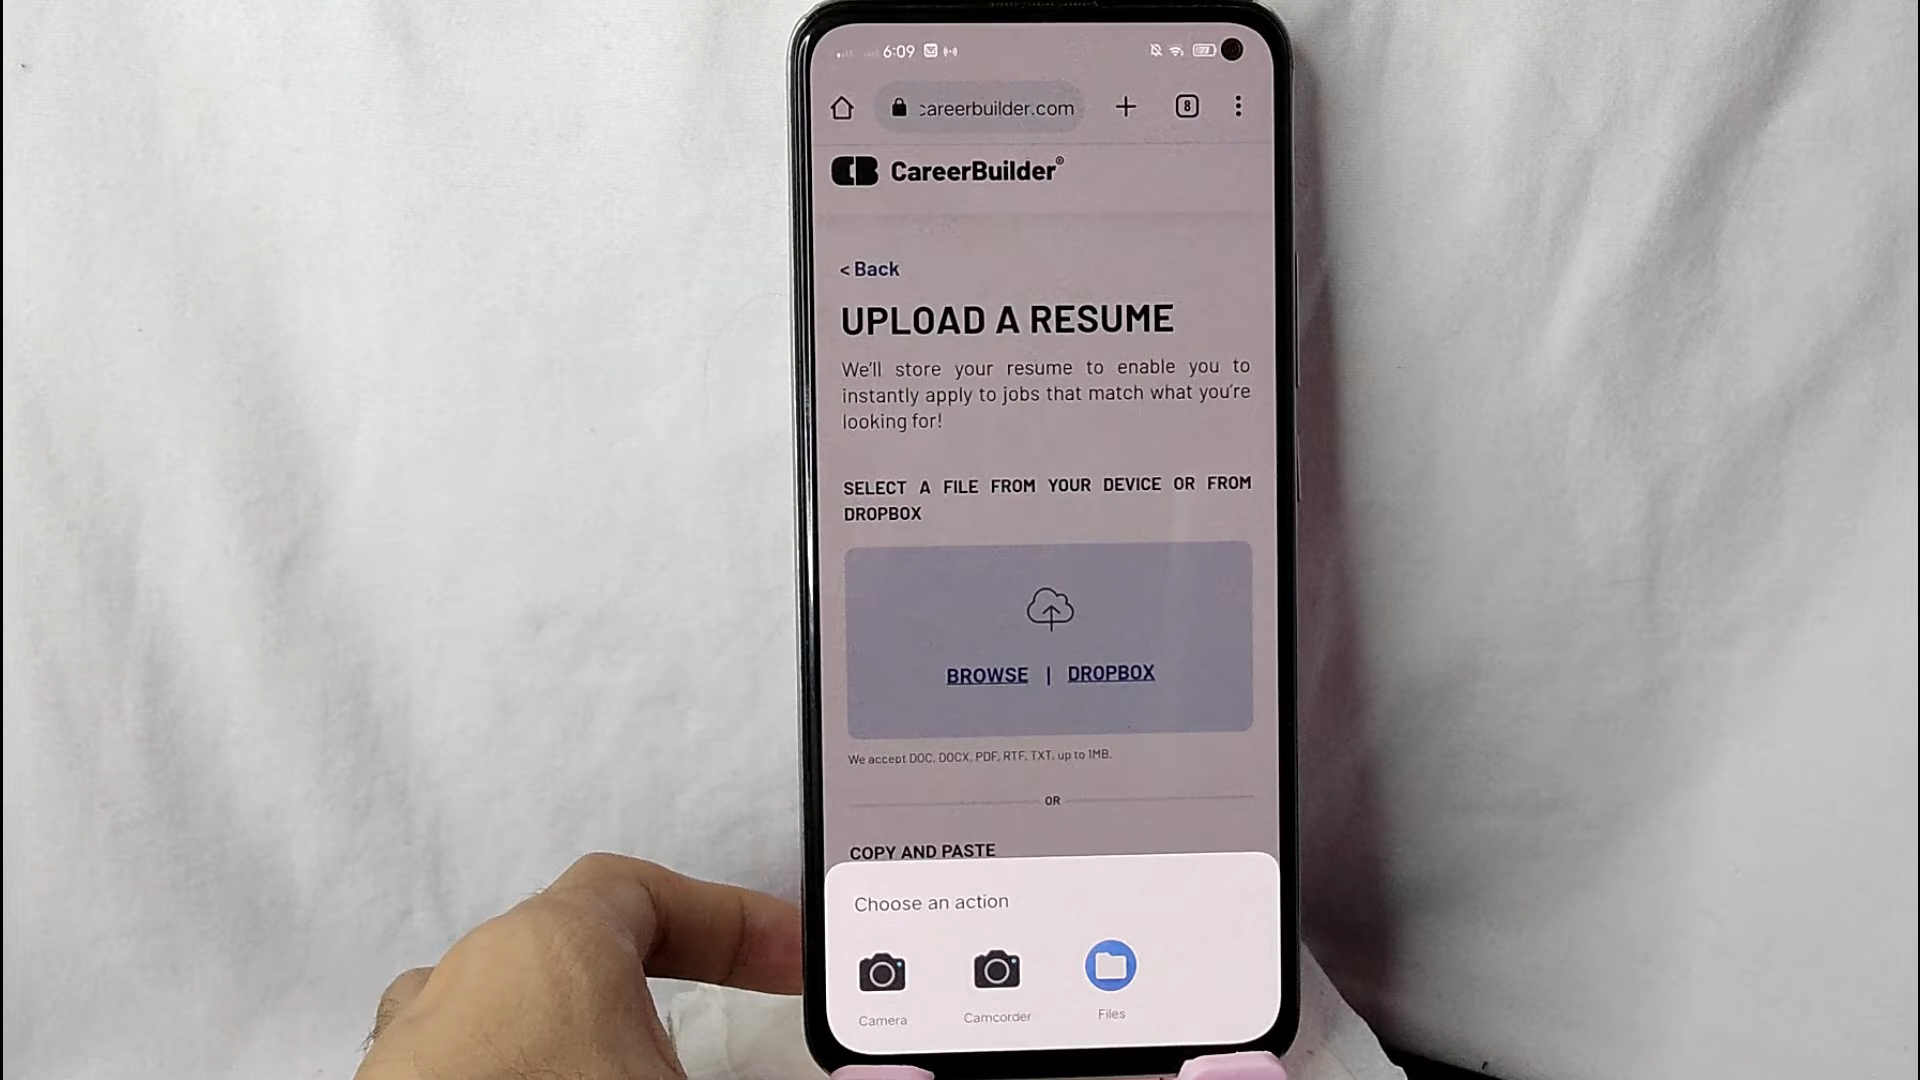 6:09
77
careerbuilder.com
8
CB CareerBuilder®
< Back
UPLOAD A RESUME
We'll store your resume to enable you to
instantly apply to jobs that match what you're
looking for!
SELECT A FILE FROM YOUR DEVICE OR FROM
DROPBOX
BROWSE | DROPBOX
We accept DOC, DOCX, PDF, RTF, TXT, up to 1MB.
OR
COPY AND PASTE
Choose an action
Camera
Camcorder
Files